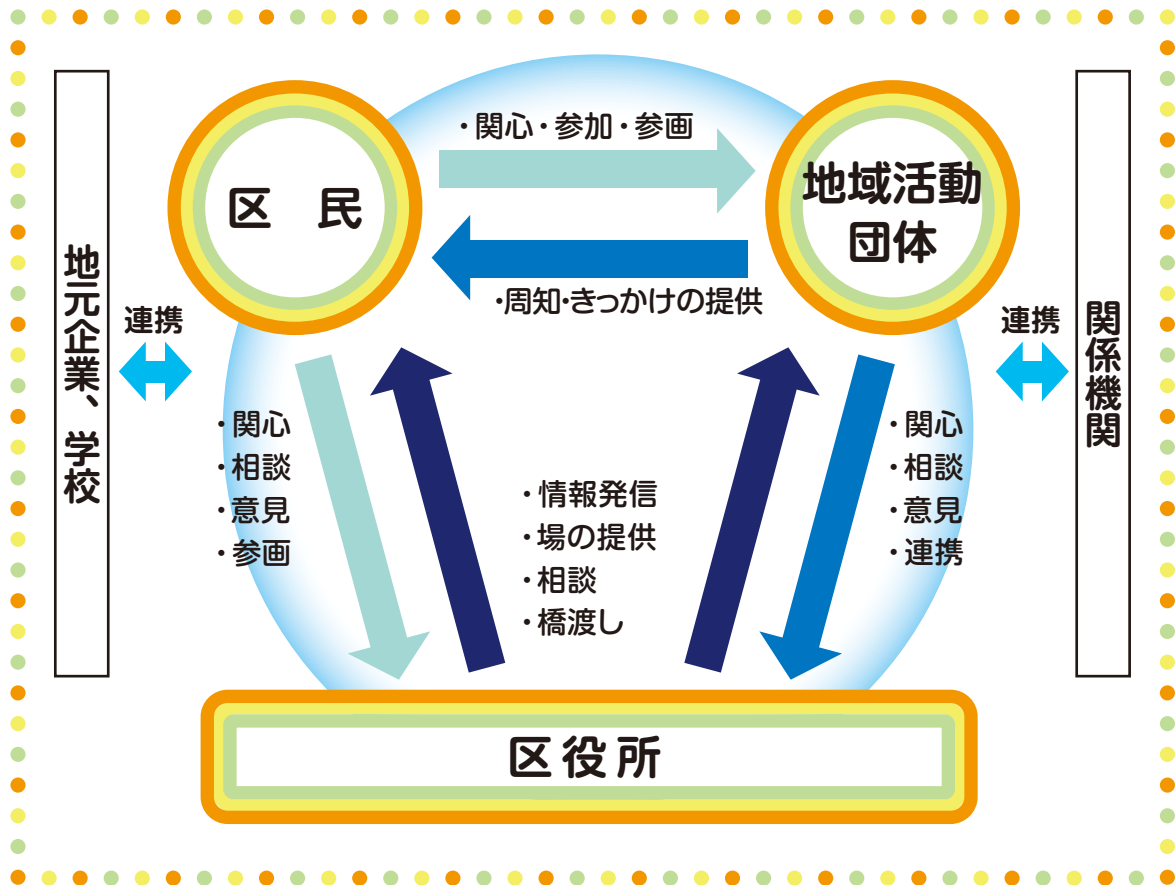 ・関心・参加・参画
区 民
地域活動
団体
・周知・きっかけの提供
地元企業、学校
連携
連携
関係機関
・関心
・相談
・意見
・参画
・情報発信
・場の提供
・相談
・橋渡し
・関心
・相談
・意見
・連携
区役所